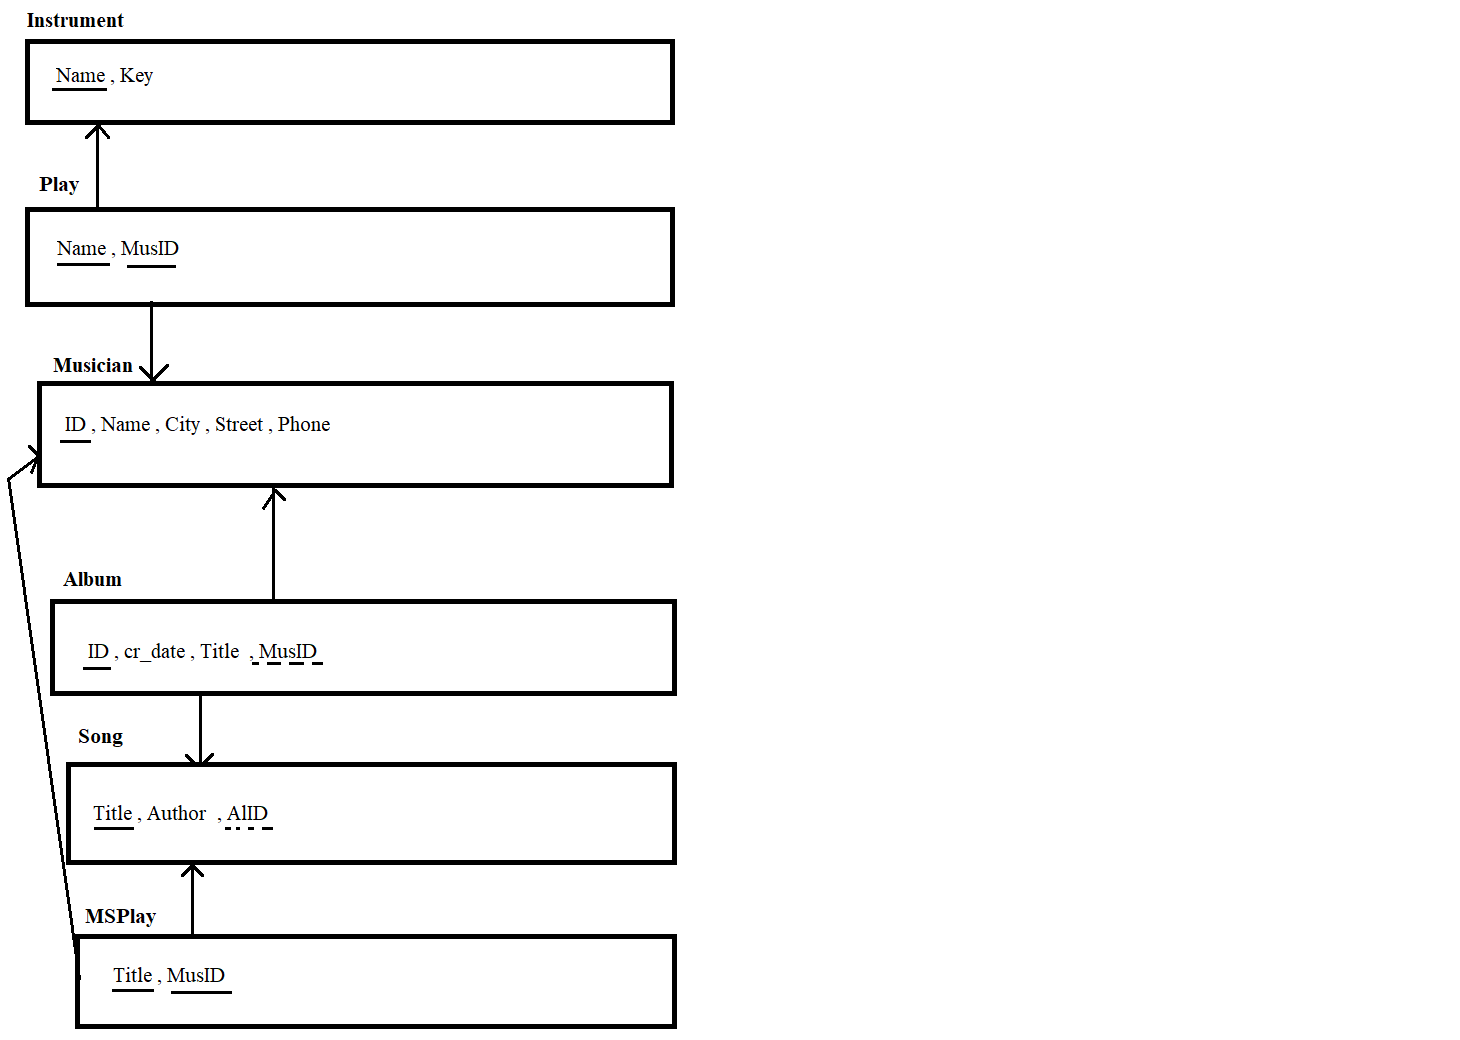 Instrument
Name , Key
Play
Name , MusID
Musician
ID , Name , City , Street , Phone
Album
ID , cr_date , Title , MusID
Song
Title , Author , AlID
MSPlay
Title , MusID